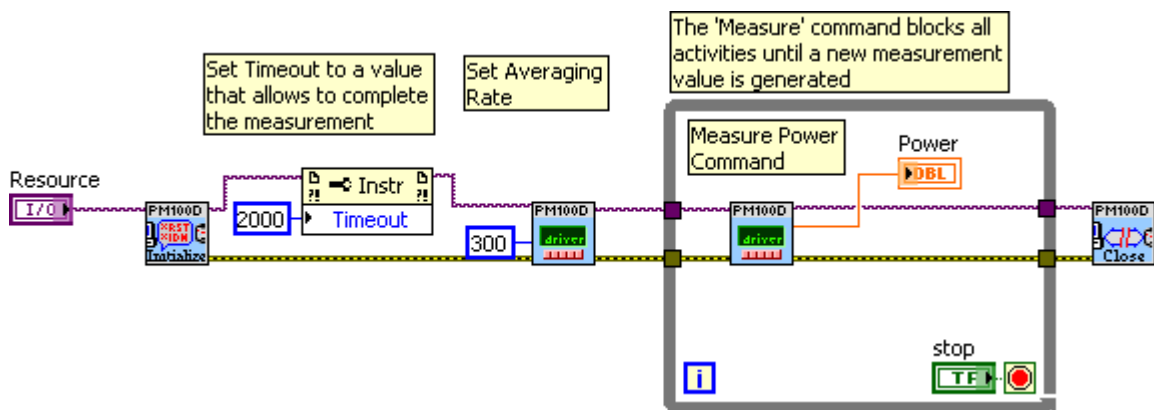 The 'Measure' command blocks all
activities until a new measurement
value is generated
Set Timeout to a value
that allows to complete
the measurement
Set Averaging
Rate
Measure Power
Command
Power
DBL
Resource
I/O
PM100D
*RST
*IDN
Initialize
?!
Instr
?!
2000
Timeout
300
PM100D
driver
PM100D
driver
PM100D
Close
i
stop
TF